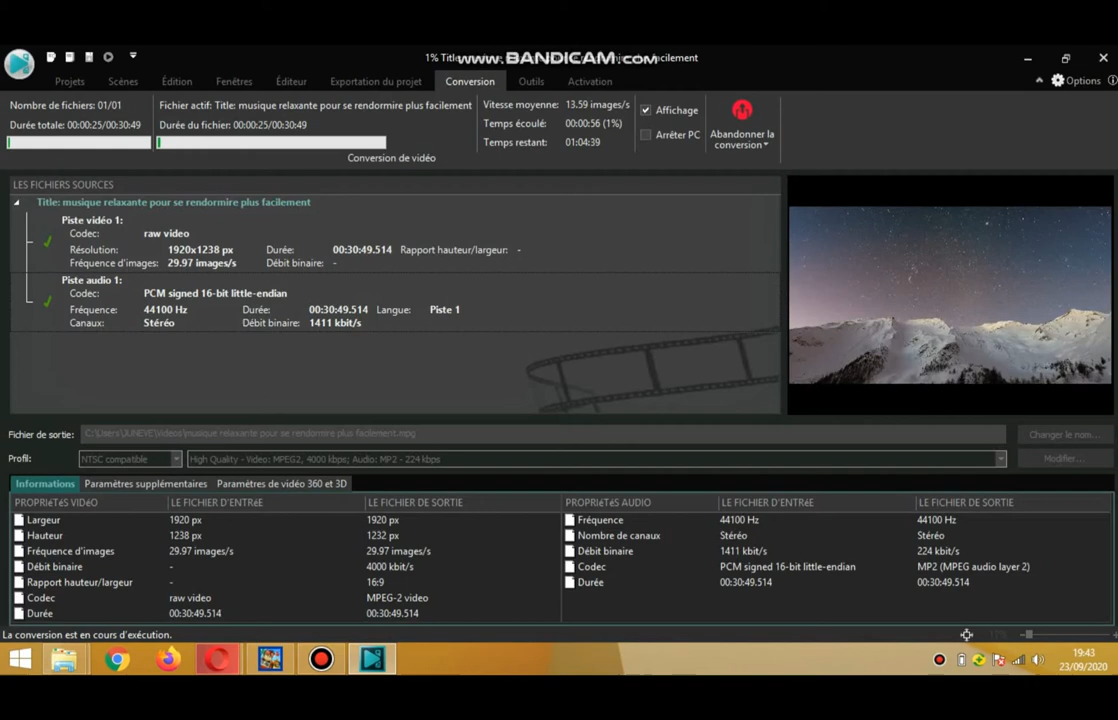 1% Title
www.BANDICAM.com
facilement
Projets Scènes Édition Fenêtres Éditeur Exportation du projet Conversion Outils Activation Options
Nombre de fichiers: 01/01
Durée totale: 00:00:25/00:30:49
Fichier actif: Title: musique relaxante pour se rendormire plus facilement
Durée du fichier: 00:00:25/00:30:49
Vitesse moyenne: 13.59 images/s
Temps écoulé: 00:00:56 (1%)
Temps restant: 01:04:39
Affichage
Arrêter PC
Abandonner la
conversion
Conversion de vidéo
LES FICHIERS SOURCES
Title: musique relaxante pour se rendormire plus facilement
Piste vidéo 1:
Codec: raw video
Résolution: 1920x1238 px Durée: 00:30:49.514 Rapport hauteur/largeur: -
Fréquence d'images: 29.97 images/s Débit binaire: -
Piste audio 1:
Codec: PCM signed 16-bit little-endian
Fréquence: 44100 Hz Durée: 00:30:49.514 Langue: Piste 1
Canaux: Stéréo Débit binaire: 1411 kbit/s
Fichier de sortie: C:\Users\JUNEVE\Videos\musique relaxante pour se rendormire plus facilement.mpg Changer le nom...
Profil: NTSC compatible High Quality - Video: MPEG2, 4000 kbps; Audio: MP2 - 224 kbps Modifier...
Informations Paramètres supplémentaires Paramètres de vidéo 360 et 3D
PROPRIéTéS VIDéO LE FICHIER D'ENTRéE LE FICHIER DE SORTIE
Largeur 1920 px 1920 px
Hauteur 1238 px 1232 px
Fréquence d'images 29.97 images/s 29.97 images/s
Débit binaire - 4000 kbit/s
Rapport hauteur/largeur - 16:9
Codec raw video MPEG-2 video
Durée 00:30:49.514 00:30:49.514
PROPRIéTéS AUDIO LE FICHIER D'ENTRéE LE FICHIER DE SORTIE
Fréquence 44100 Hz 44100 Hz
Nombre de canaux Stéréo Stéréo
Débit binaire 1411 kbit/s 224 kbit/s
Codec PCM signed 16-bit little-endian MP2 (MPEG audio layer 2)
Durée 00:30:49.514 00:30:49.514
La conversion est en cours d'exécution.
19:43
23/09/2020